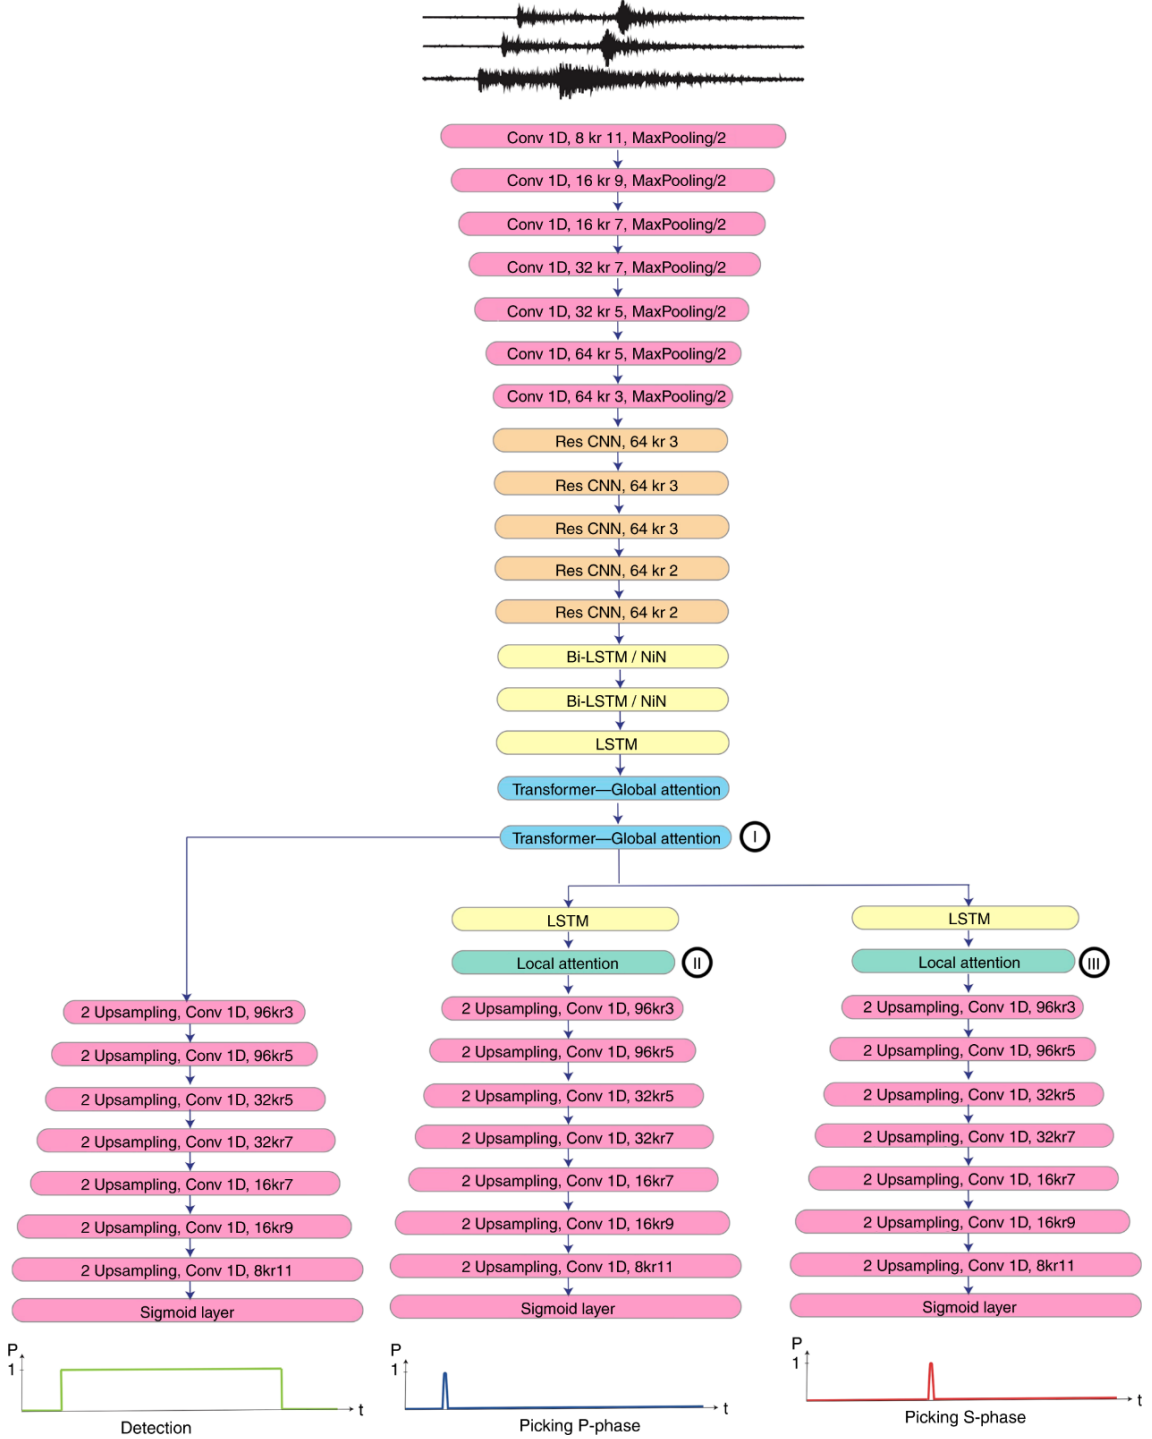 Conv 1D, 8 kr 11, MaxPooling/2
Conv 1D, 16 kr 9, MaxPooling/2
Conv 1D, 16 kr 7, MaxPooling/2
Conv 1D, 32 kr 7, MaxPooling/2
Conv 1D, 32 kr 5, MaxPooling/2
Conv 1D, 64 kr 5, MaxPooling/2
Conv 1D, 64 kr 3, MaxPooling/2
Res CNN, 64 kr 3
Res CNN, 64 kr 3
Res CNN, 64 kr 3
Res CNN, 64 kr 2
Res CNN, 64 kr 2
Bi-LSTM / NiN
Bi-LSTM / NiN
LSTM
Transformer—Global attention
Transformer—Global attention
I
2 Upsampling, Conv 1D, 96kr3
2 Upsampling, Conv 1D, 96kr5
2 Upsampling, Conv 1D, 32kr5
2 Upsampling, Conv 1D, 32kr7
2 Upsampling, Conv 1D, 16kr7
2 Upsampling, Conv 1D, 16kr9
2 Upsampling, Conv 1D, 8kr11
Sigmoid layer
P
1
t
Detection
LSTM
Local attention
II
2 Upsampling, Conv 1D, 96kr3
2 Upsampling, Conv 1D, 96kr5
2 Upsampling, Conv 1D, 32kr5
2 Upsampling, Conv 1D, 32kr7
2 Upsampling, Conv 1D, 16kr7
2 Upsampling, Conv 1D, 16kr9
2 Upsampling, Conv 1D, 8kr11
Sigmoid layer
P
1
t
Picking P-phase
LSTM
Local attention
III
2 Upsampling, Conv 1D, 96kr3
2 Upsampling, Conv 1D, 96kr5
2 Upsampling, Conv 1D, 32kr5
2 Upsampling, Conv 1D, 32kr7
2 Upsampling, Conv 1D, 16kr7
2 Upsampling, Conv 1D, 16kr9
2 Upsampling, Conv 1D, 8kr11
Sigmoid layer
P
1
t
Picking S-phase